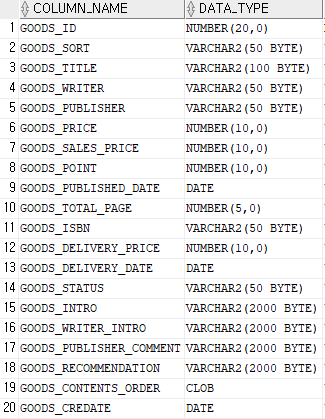 COLUMN_NAME DATA_TYPE
1 GOODS_ID NUMBER(20,0)
2 GOODS_SORT VARCHAR2(50 BYTE)
3 GOODS_TITLE VARCHAR2(100 BYTE)
4 GOODS_WRITER VARCHAR2(50 BYTE)
5 GOODS_PUBLISHER VARCHAR2(50 BYTE)
6 GOODS_PRICE NUMBER(10,0)
7 GOODS_SALES_PRICE NUMBER(10,0)
8 GOODS_POINT NUMBER(10,0)
9 GOODS_PUBLISHED_DATE DATE
10 GOODS_TOTAL_PAGE NUMBER(5,0)
11 GOODS_ISBN VARCHAR2(50 BYTE)
12 GOODS_DELIVERY_PRICE NUMBER(10,0)
13 GOODS_DELIVERY_DATE DATE
14 GOODS_STATUS VARCHAR2(50 BYTE)
15 GOODS_INTRO VARCHAR2(2000 BYTE)
16 GOODS_WRITER_INTRO VARCHAR2(2000 BYTE)
17 GOODS_PUBLISHER_COMMENT VARCHAR2(2000 BYTE)
18 GOODS_RECOMMENDATION VARCHAR2(2000 BYTE)
19 GOODS_CONTENTS_ORDER CLOB
20 GOODS_CREDATE DATE